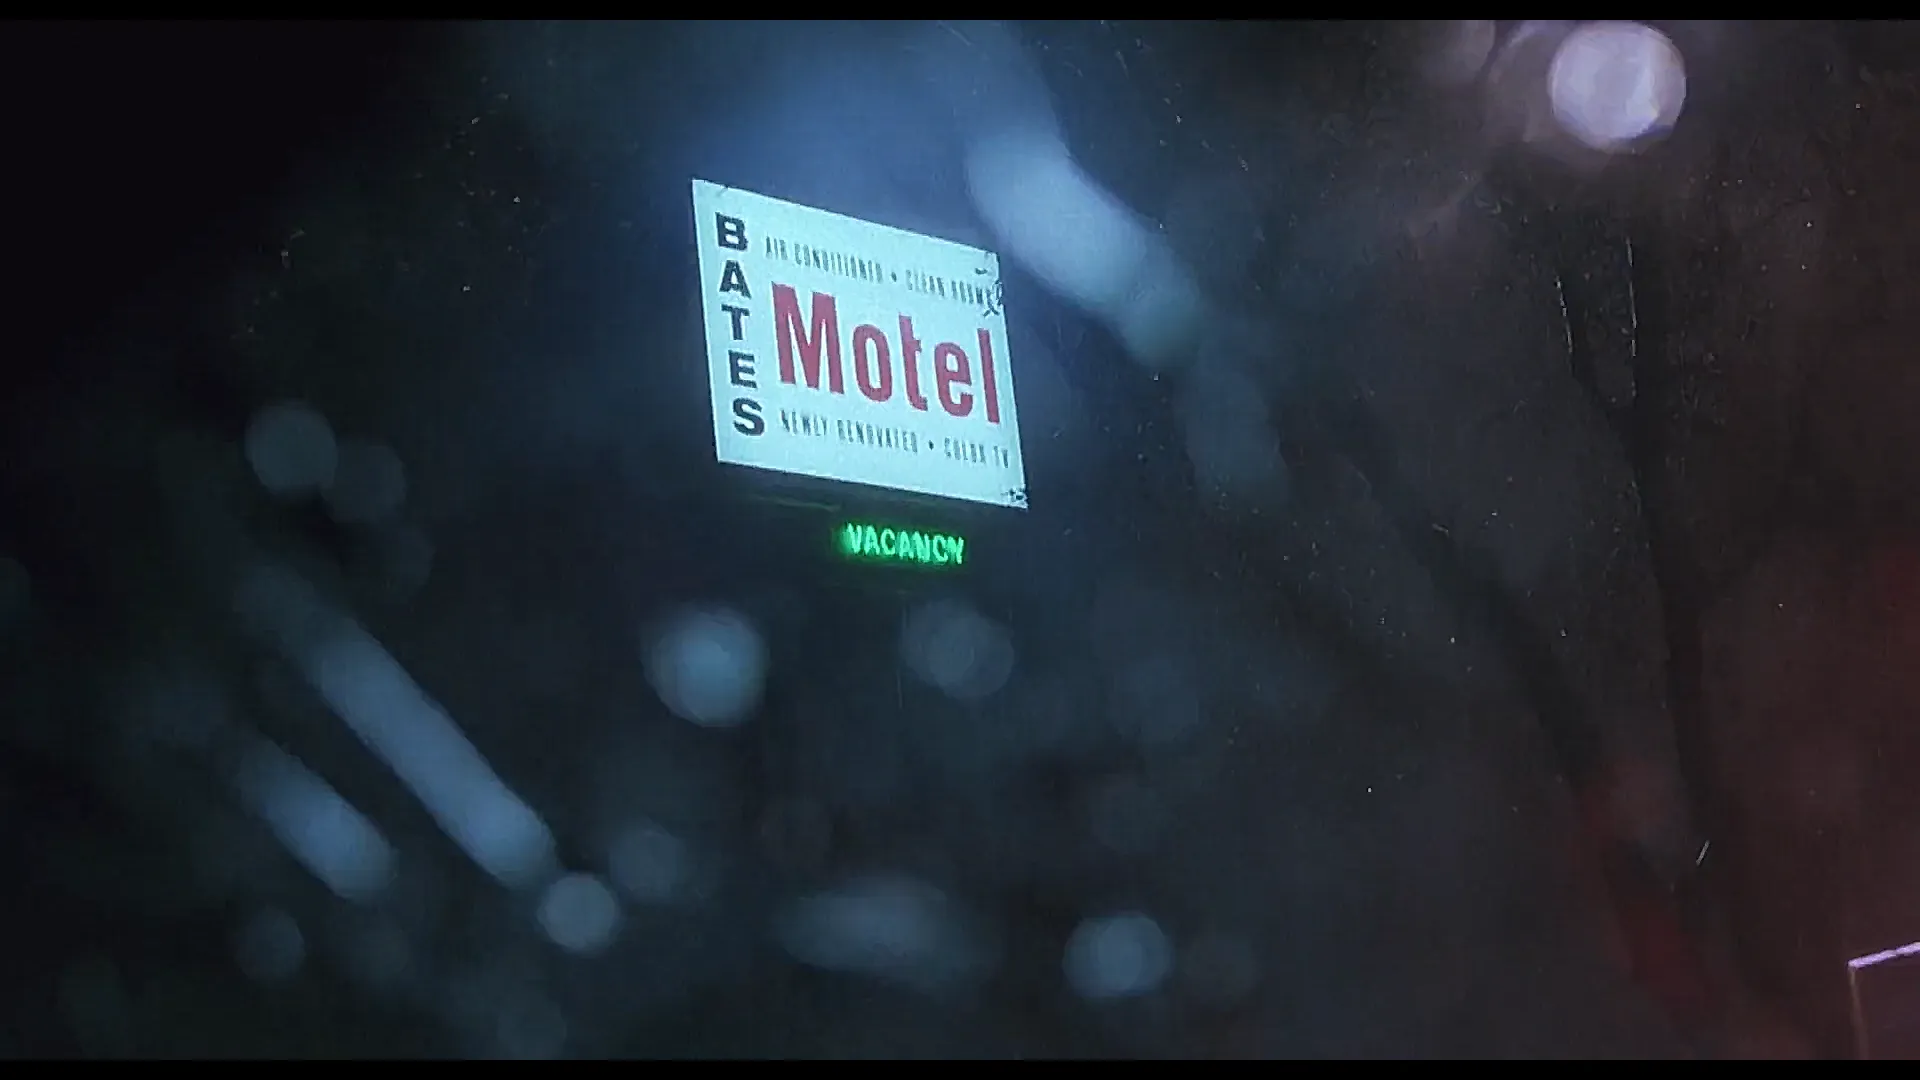 BATES
AIR CONDITIONED • CLEAN ROOMS
Motel
NEWLY RENOVATED • COLOR TV
VACANCY